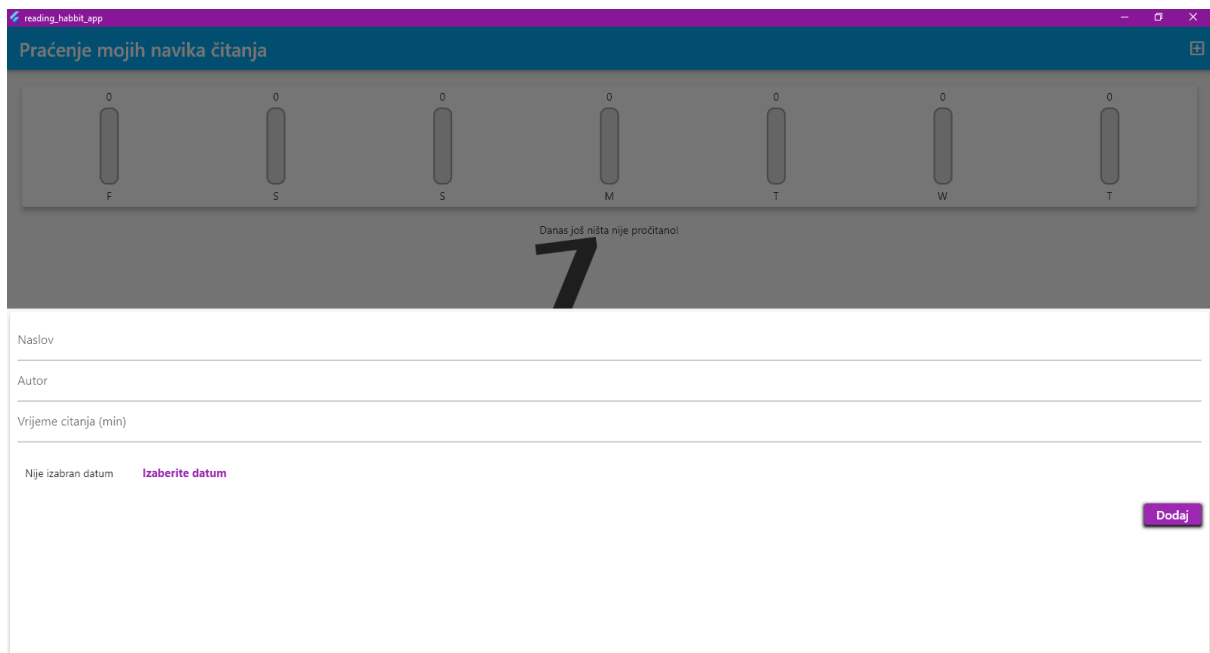 reading_habbit_app
Praćenje mojih navika čitanja
0 0 0 0 0 0 0
F S S M T W T
Danas još ništa nije pročitano!
Naslov
Autor
Vrijeme citanja (min)
Nije izabran datum Izaberite datum
Dodaj